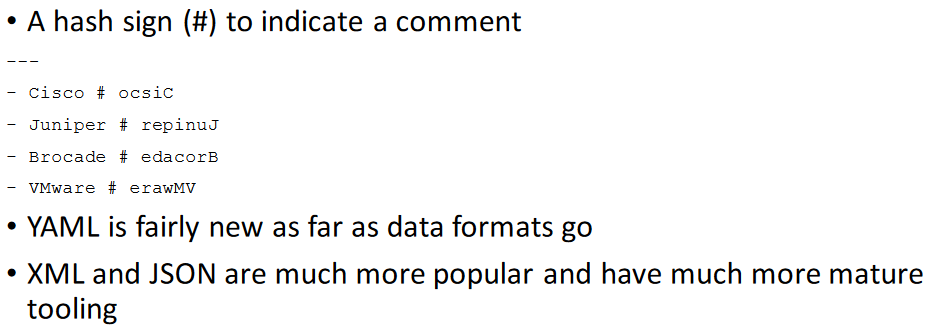 • A hash sign (#) to indicate a comment
---
- Cisco # ocsiC
- Juniper # repinuJ
- Brocade # edacorB
- VMware # erawMV
• YAML is fairly new as far as data formats go
• XML and JSON are much more popular and have much more mature
tooling